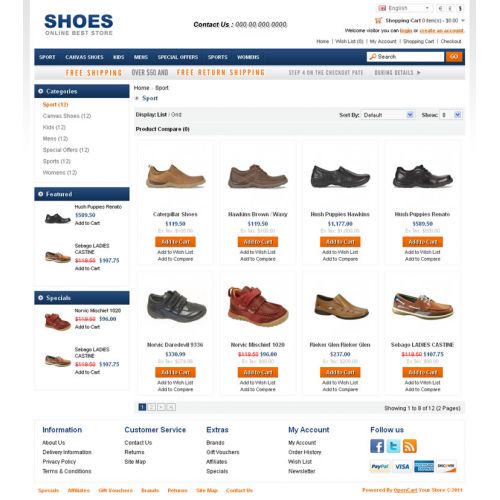 SHOES
ONLINE BEST STORE
Contact Us : 000 00 000 0000
English
€ £ $
Shopping Cart 0 item(s) - $0.00
Welcome visitor you can login or create an account.
Home | Wish List (0) | My Account | Shopping Cart | Checkout
SPORT CANVAS SHOES KIDS MENS SPECIAL OFFERS SPORTS WOMENS
Search GO
FREE SHIPPING OVER $60 AND FREE RETURN SHIPPING STEP 4 ON THE CHECKOUT PATE DURING DETAILS
Categories
Sport (12)
Canvas Shoes (12)
Kids (12)
Mens (12)
Special Offers (12)
Sports (12)
Womens (12)
Featured
Hush Puppies Renato
$589.50
Add to Cart
Sebago LADIES CASTINE
$119.50 $107.75
Add to Cart
Specials
Norvic Mischief 1020
$119.50 $96.00
Add to Cart
Sebago LADIES CASTINE
$119.50 $107.75
Add to Cart
Home » Sport
Sport
Display: List / Grid
Sort By: Default Show: 8
Product Compare (0)
Caterpillar Shoes
$119.50
Ex Tax: $100.00
Add to Cart
Add to Wish List
Add to Compare
Hawkins Brown / Waxy
$119.50
Ex Tax: $100.00
Add to Cart
Add to Wish List
Add to Compare
Hush Puppies Hawkins
$1,177.00
Ex Tax: $1,000.00
Add to Cart
Add to Wish List
Add to Compare
Hush Puppies Renato
$589.50
Ex Tax: $500.00
Add to Cart
Add to Wish List
Add to Compare
Norvic Daredevil 9336
$330.99
Ex Tax: $279.99
Add to Cart
Add to Wish List
Add to Compare
Norvic Mischief 1020
$119.50 $96.00
Ex Tax: $80.00
Add to Cart
Add to Wish List
Add to Compare
Rieker Glen Rieker Glen
$237.00
Ex Tax: $200.00
Add to Cart
Add to Wish List
Add to Compare
Sebago LADIES CASTINE
$119.50 $107.75
Ex Tax: $90.00
Add to Cart
Add to Wish List
Add to Compare
1 2 > >|
Showing 1 to 8 of 12 (2 Pages)
Information
About Us
Delivery Information
Privacy Policy
Terms & Conditions
Customer Service
Contact Us
Returns
Site Map
Extras
Brands
Gift Vouchers
Affiliates
Specials
My Account
My Account
Order History
Wish List
Newsletter
Follow us
PayPal VISA DISCOVER
Specials Affiliates Gift Vouchers Brands Returns Site Map Contact Us
Powered By OpenCart Your Store © 2011